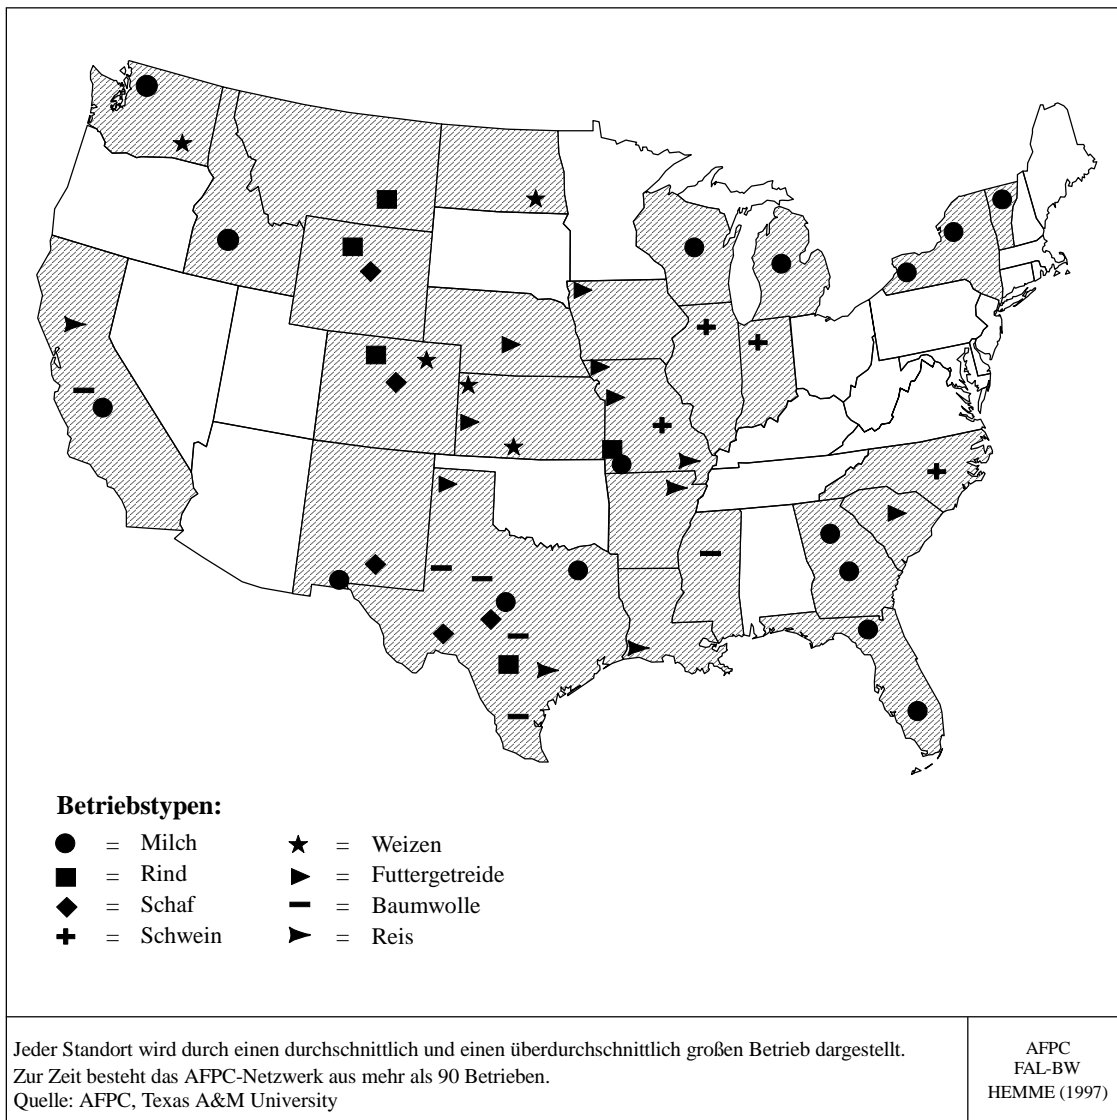 Betriebstypen:
= Milch
= Rind
= Schaf
= Schwein
= Weizen
= Futtergetreide
= Baumwolle
= Reis
Jeder Standort wird durch einen durchschnittlich und einen überdurchschnittlich großen Betrieb dargestellt.
Zur Zeit besteht das AFPC-Netzwerk aus mehr als 90 Betrieben.
Quelle: AFPC, Texas A&M University
AFPC
FAL-BW
HEMME (1997)